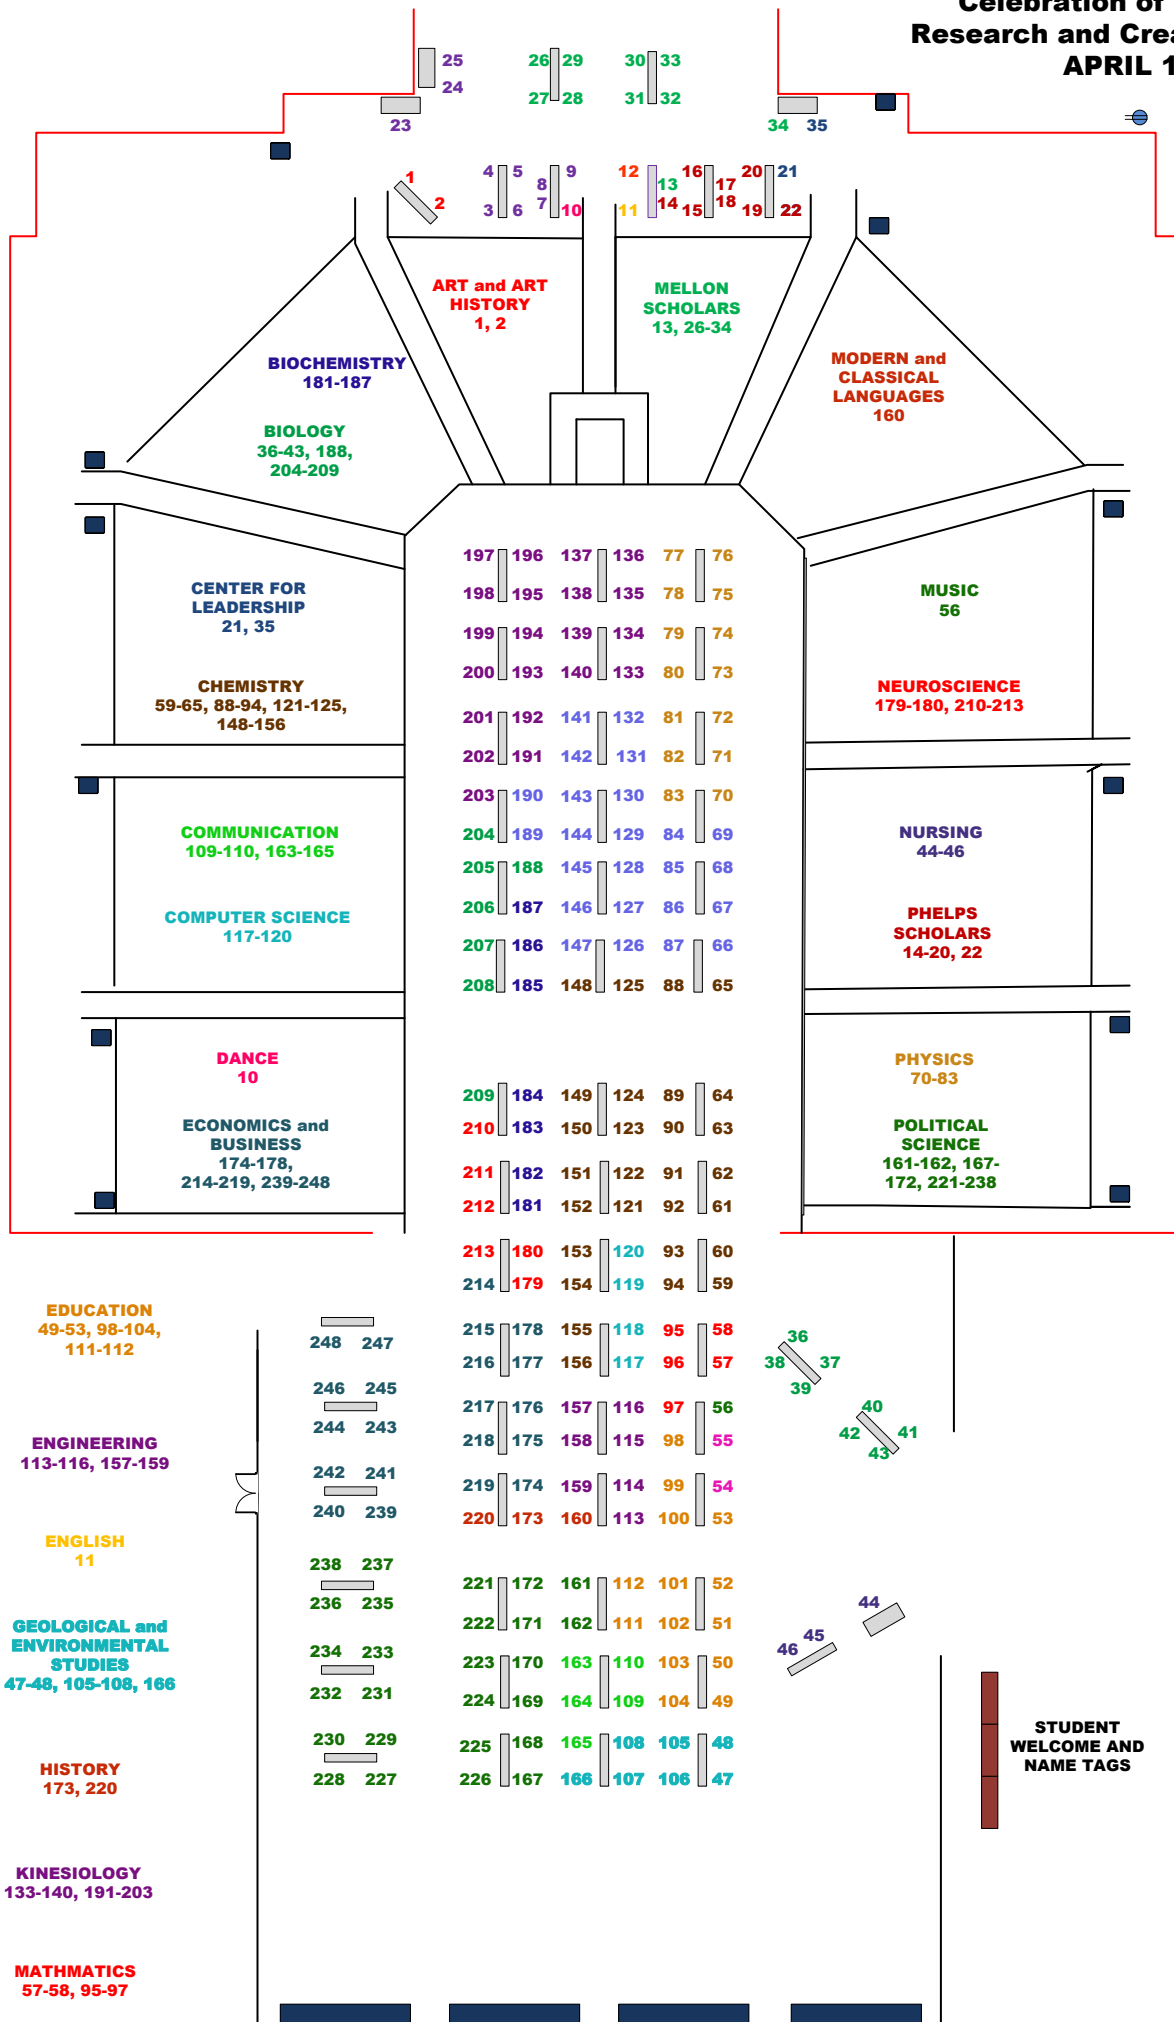 Celebration of
Research and Crea
APRIL 1
25 26 29 30 33
24
27 28 31 32
23 34 35
1 4 5 9 12 16 20 21
8 13 17
2 3 6 7 10 11 14 15 18 19 22
ART and ART
HISTORY
1, 2
MELLON
SCHOLARS
13, 26-34
BIOCHEMISTRY
181-187
MODERN and
CLASSICAL
LANGUAGES
160
BIOLOGY
36-43, 188,
204-209
197 196 137 136 77 76
198 195 138 135 78 75
199 194 139 134 79 74
200 193 140 133 80 73
201 192 141 132 81 72
202 191 142 131 82 71
203 190 143 130 83 70
204 189 144 129 84 69
205 188 145 128 85 68
206 187 146 127 86 67
207 186 147 126 87 66
208 185 148 125 88 65
CENTER FOR
LEADERSHIP
21, 35
CHEMISTRY
59-65, 88-94, 121-125,
148-156
MUSIC
56
NEUROSCIENCE
179-180, 210-213
COMMUNICATION
109-110, 163-165
COMPUTER SCIENCE
117-120
NURSING
44-46
PHELPS
SCHOLARS
14-20, 22
DANCE
10
ECONOMICS and
BUSINESS
174-178,
214-219, 239-248
PHYSICS
70-83
POLITICAL
SCIENCE
161-162, 167-
172, 221-238
209 184 149 124 89 64
210 183 150 123 90 63
211 182 151 122 91 62
212 181 152 121 92 61
213 180 153 120 93 60
214 179 154 119 94 59
215 178 155 118 95 58
216 177 156 117 96 57
217 176 157 116 97 56
218 175 158 115 98 55
219 174 159 114 99 54
220 173 160 113 100 53
221 172 161 112 101 52
222 171 162 111 102 51
223 170 163 110 103 50
224 169 164 109 104 49
225 168 165 108 105 48
226 167 166 107 106 47
248 247
246 245
244 243
242 241
240 239
238 237
236 235
234 233
232 231
230 229
228 227
36
38 37
39
40
42 41
43
44
45
46
EDUCATION
49-53, 98-104,
111-112
ENGINEERING
113-116, 157-159
ENGLISH
11
GEOLOGICAL and
ENVIRONMENTAL
STUDIES
47-48, 105-108, 166
HISTORY
173, 220
KINESIOLOGY
133-140, 191-203
MATHMATICS
57-58, 95-97
STUDENT
WELCOME AND
NAME TAGS